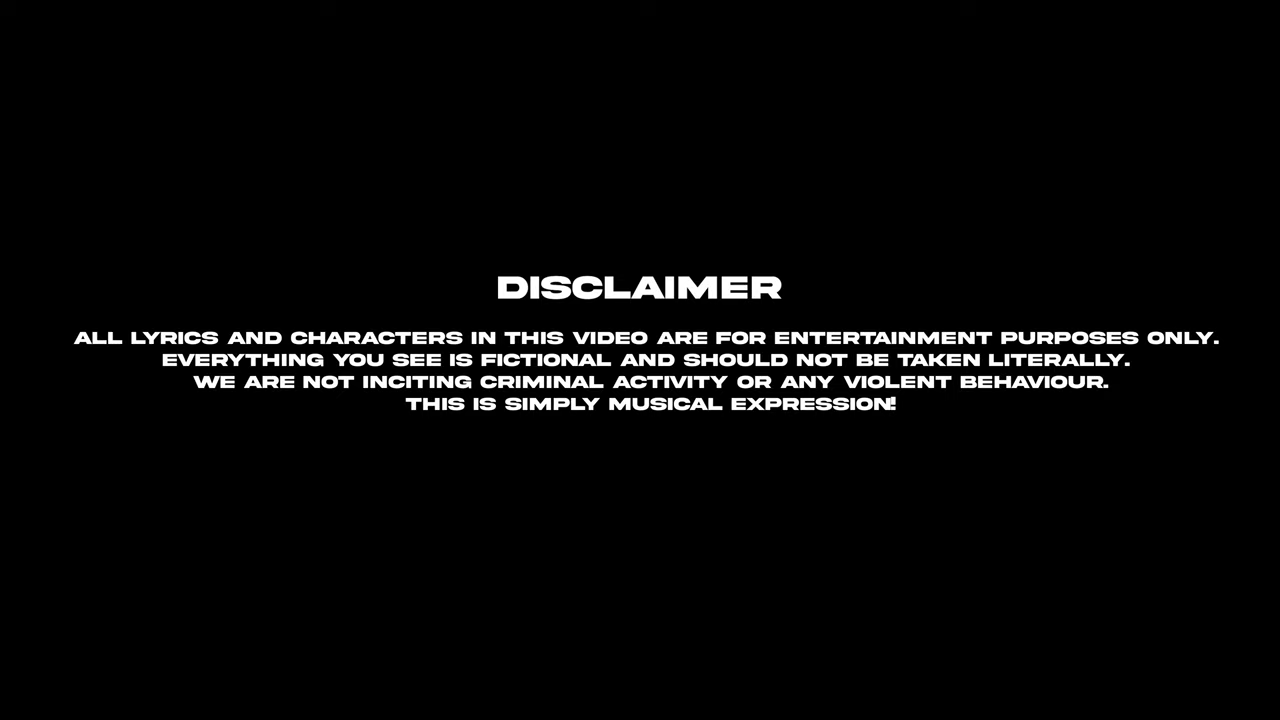 DISCLAIMER
ALL LYRICS AND CHARACTERS IN THIS VIDEO ARE FOR ENTERTAINMENT PURPOSES ONLY.
EVERYTHING YOU SEE IS FICTIONAL AND SHOULD NOT BE TAKEN LITERALLY.
WE ARE NOT INCITING CRIMINAL ACTIVITY OR ANY VIOLENT BEHAVIOUR.
THIS IS SIMPLY MUSICAL EXPRESSION!